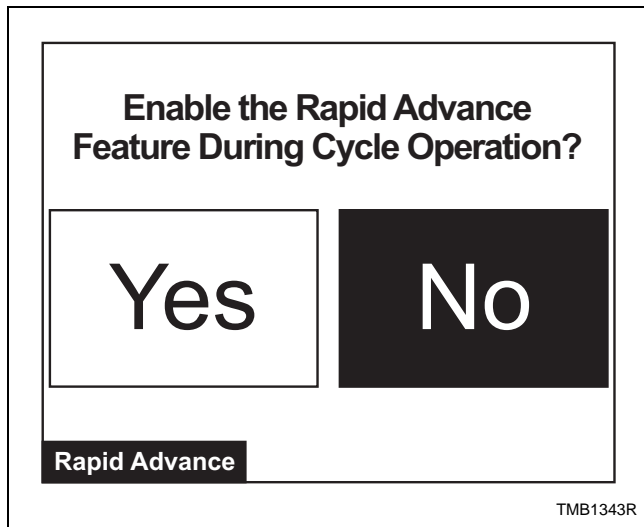 Enable the Rapid Advance
Feature During Cycle Operation?
Yes No
Rapid Advance
TMB1343R